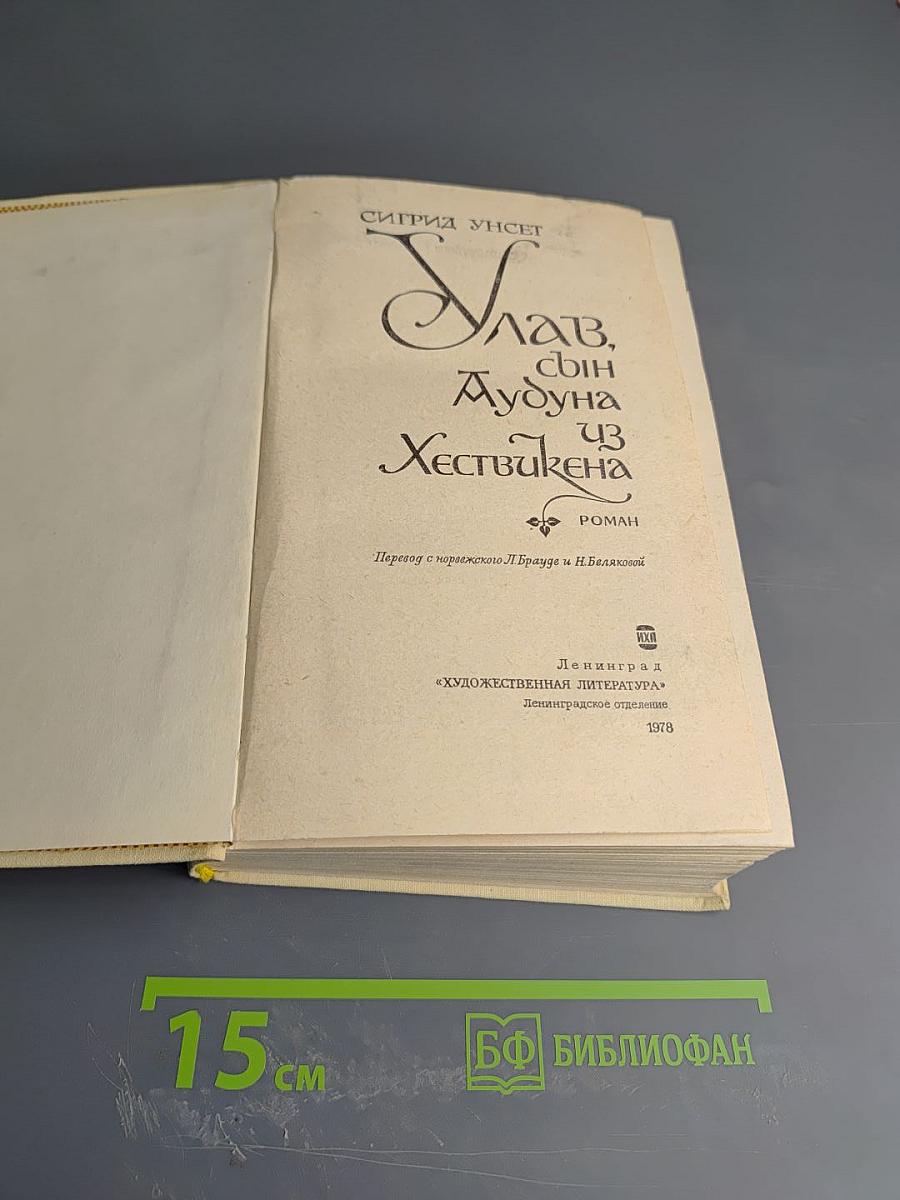 СИГРИД УНСЕТ
Улав,
сын
Аудуна
из
Хествикена
РОМАН
Перевод с норвежского Л. Брауде и Н. Беляковой
ИХЛ
Ленинград
«ХУДОЖЕСТВЕННАЯ ЛИТЕРАТУРА»
Ленинградское отделение
1978
15 см
БФ БИБЛИОФАН